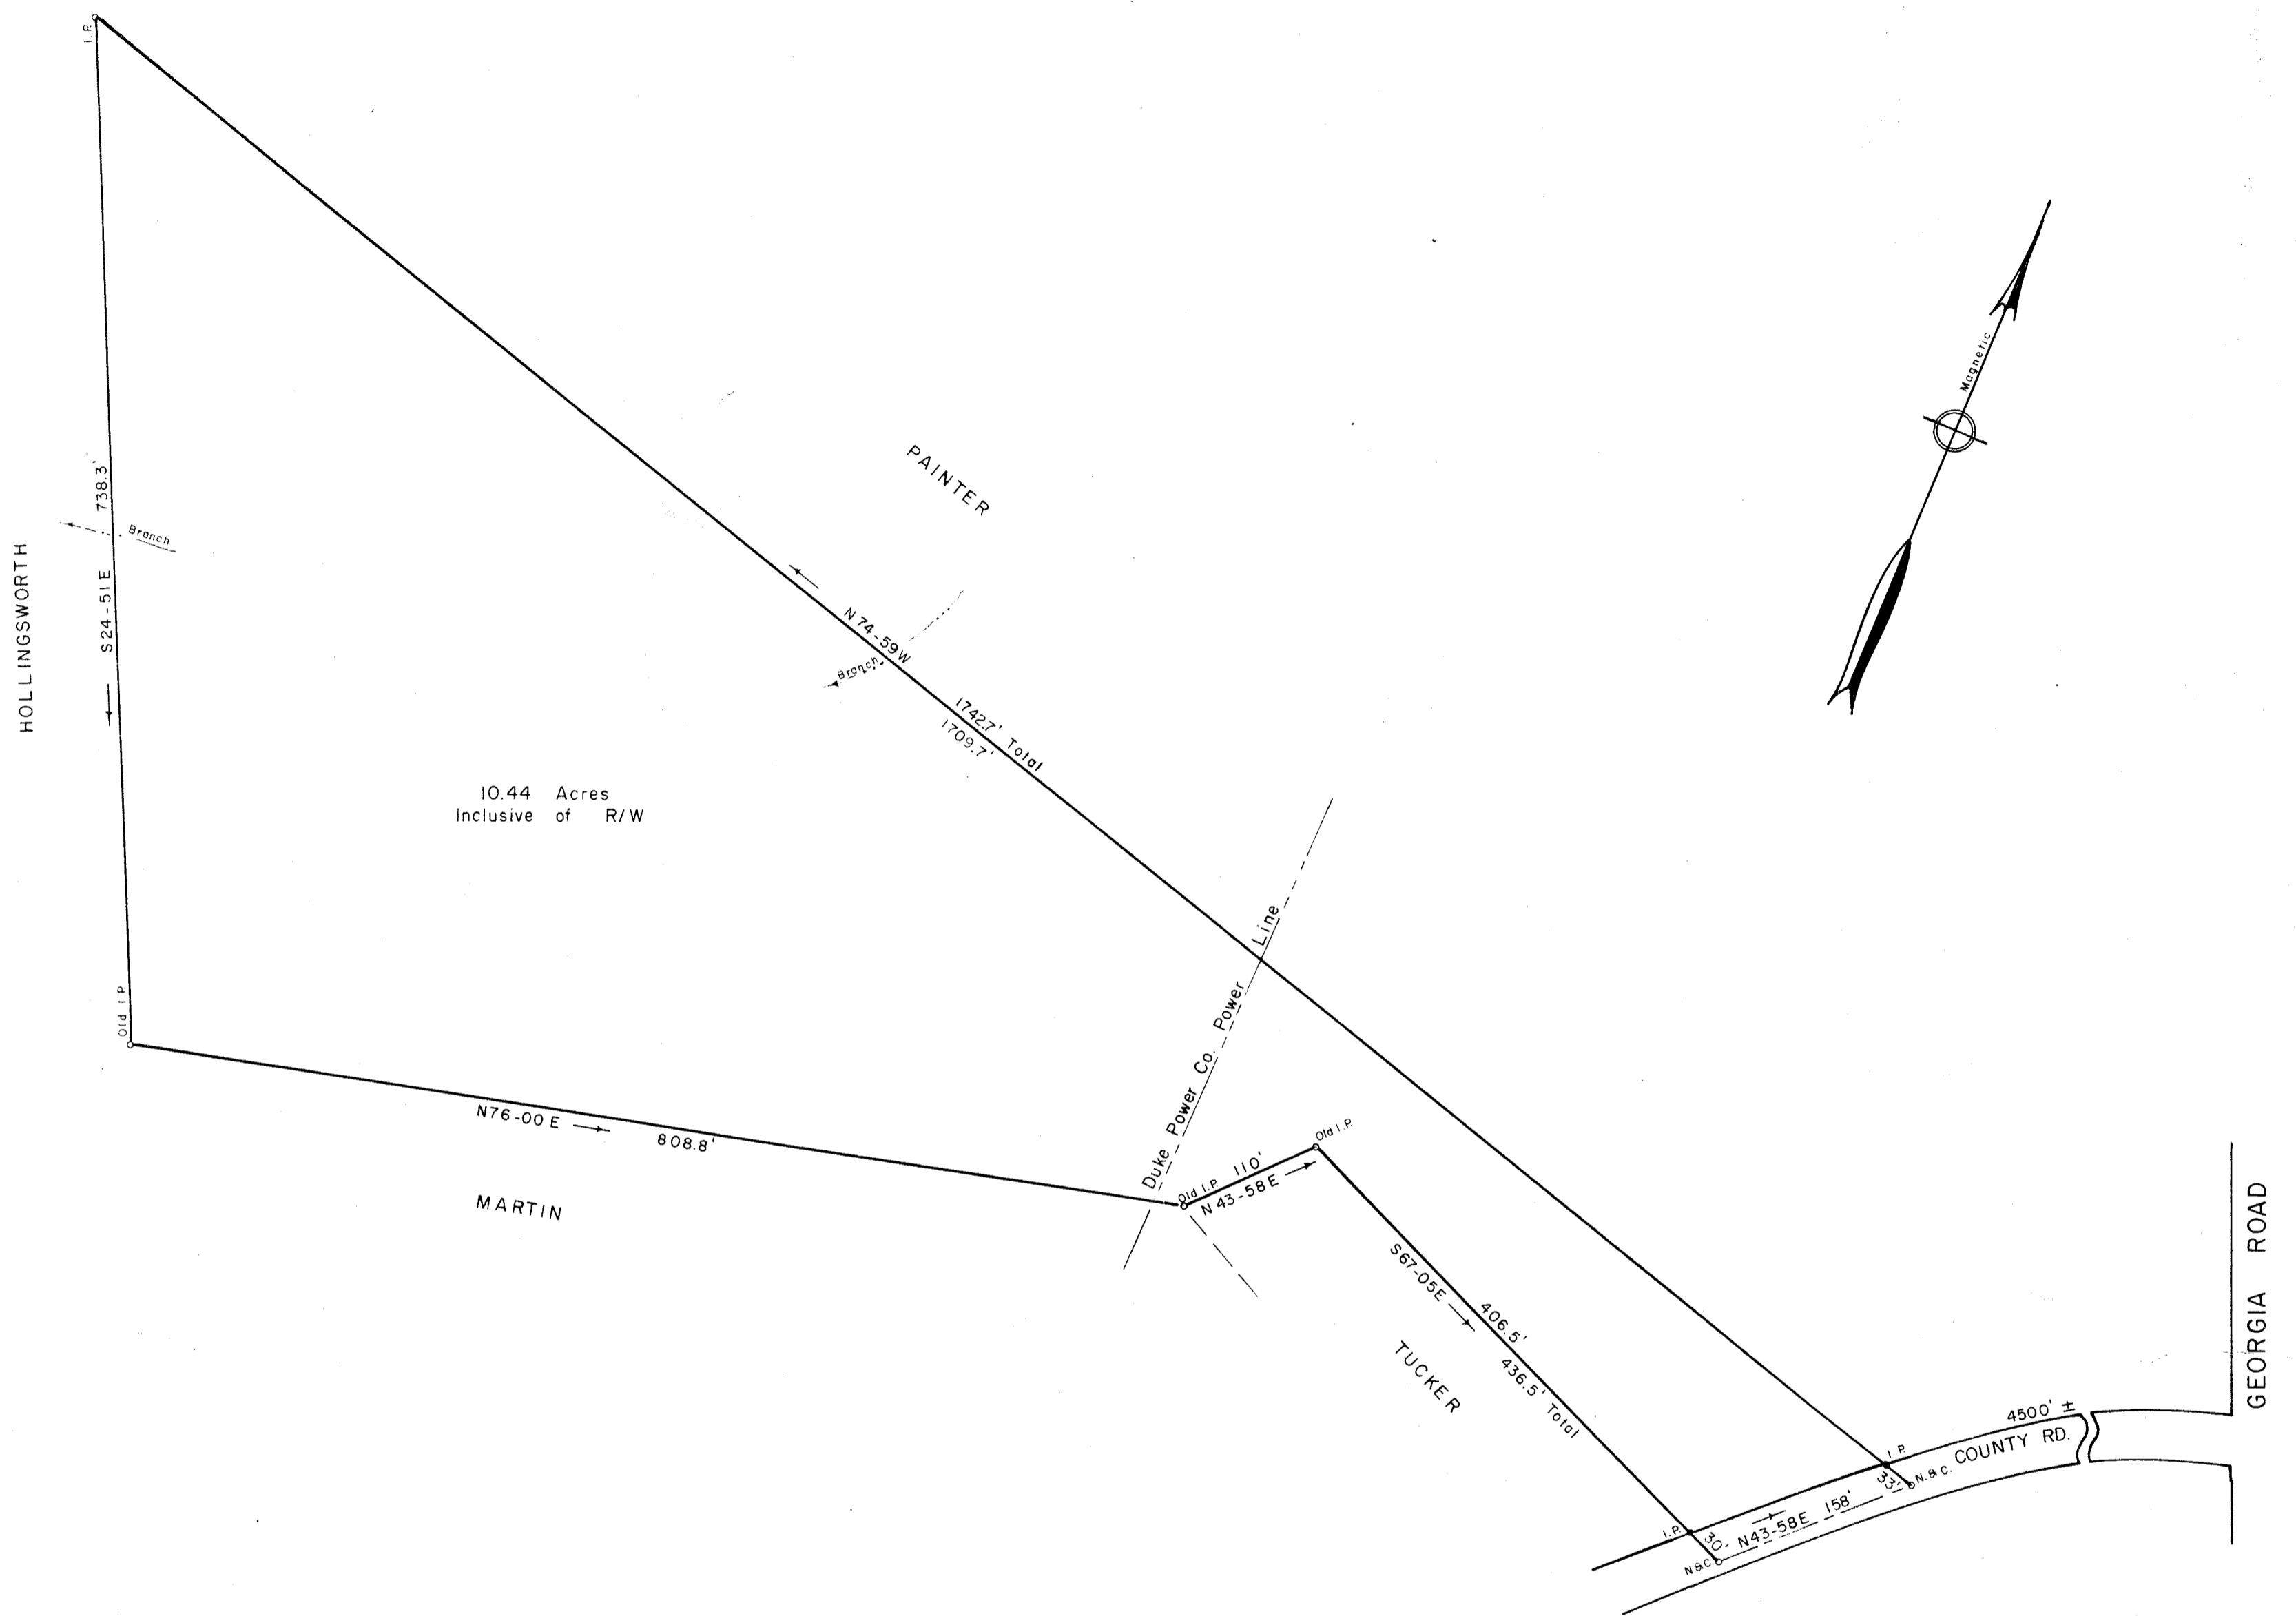 I. P.
Magnetic
PAINTER
738.3'
Branch
HOLLINGSWORTH
S24-51E
N74-59W
Branch
1742.7' Total
1709.7'
10.44 Acres
Inclusive of R/W
Duke Power Co. Power Line
Old I.P.
N76-00E
808.8'
MARTIN
Old I.P.
Old I.P.
110'
N 43-58E
S67-05E
406.5'
436.5' Total
TUCKER
GEORGIA ROAD
4500' ±
COUNTY RD.
I. P.
33'
N.&C.
I. P.
30'
N43-58E 158'
N&C.